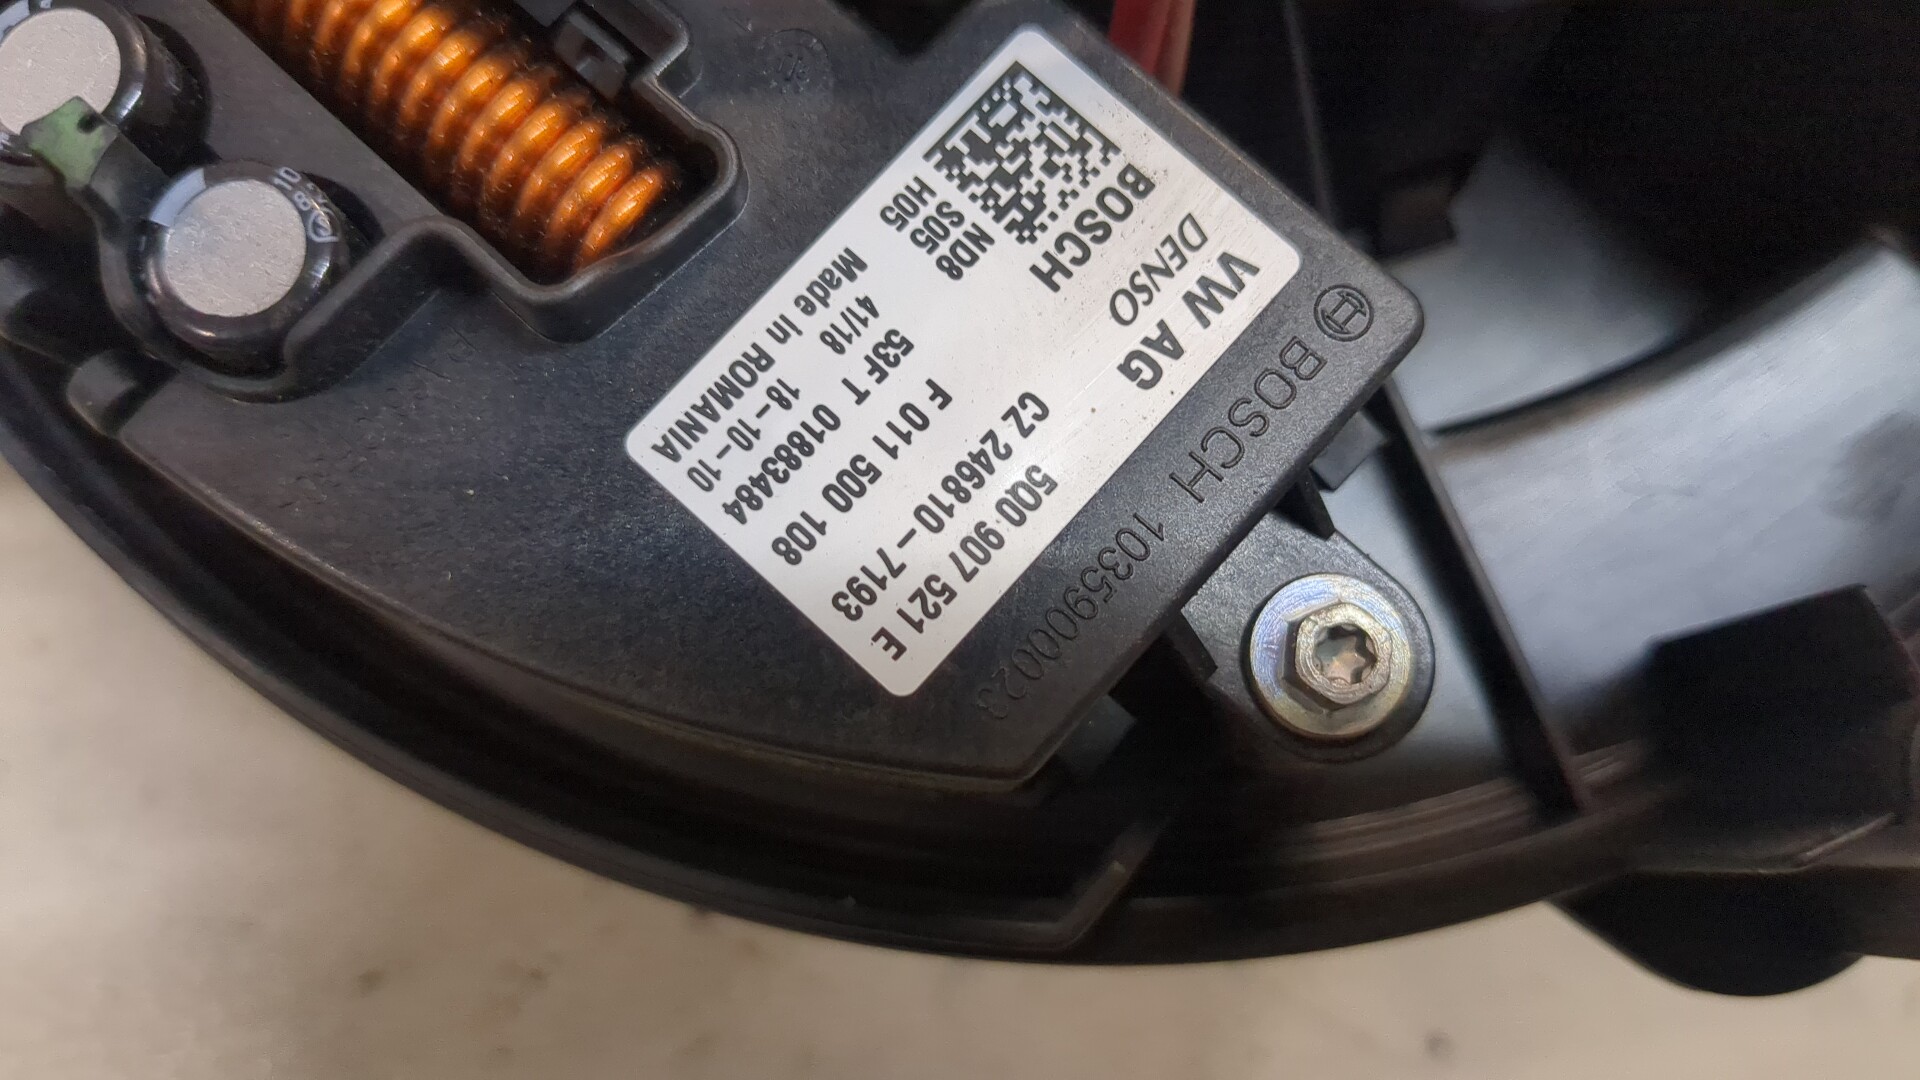 VW AG
DENSO
BOSCH
5Q0 907 521 E
CZ 246810-7193
F 011 500 108
53F T 01883484
41/18 18-10-10
Made In ROMANIA
ND8
S05
H05
BOSCH 1035900023